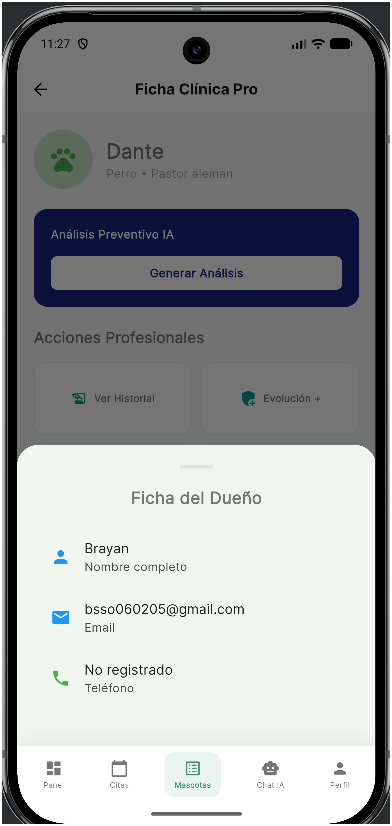 11:27
Ficha Clínica Pro
Dante
Perro • Pastor aleman
Análisis Preventivo IA
Generar Análisis
Acciones Profesionales
Ver Historial
Evolución +
Ficha del Dueño
Brayan
Nombre completo
bsso060205@gmail.com
Email
No registrado
Teléfono
Pane
Citas
Mascotas
Chat IA
Perfil